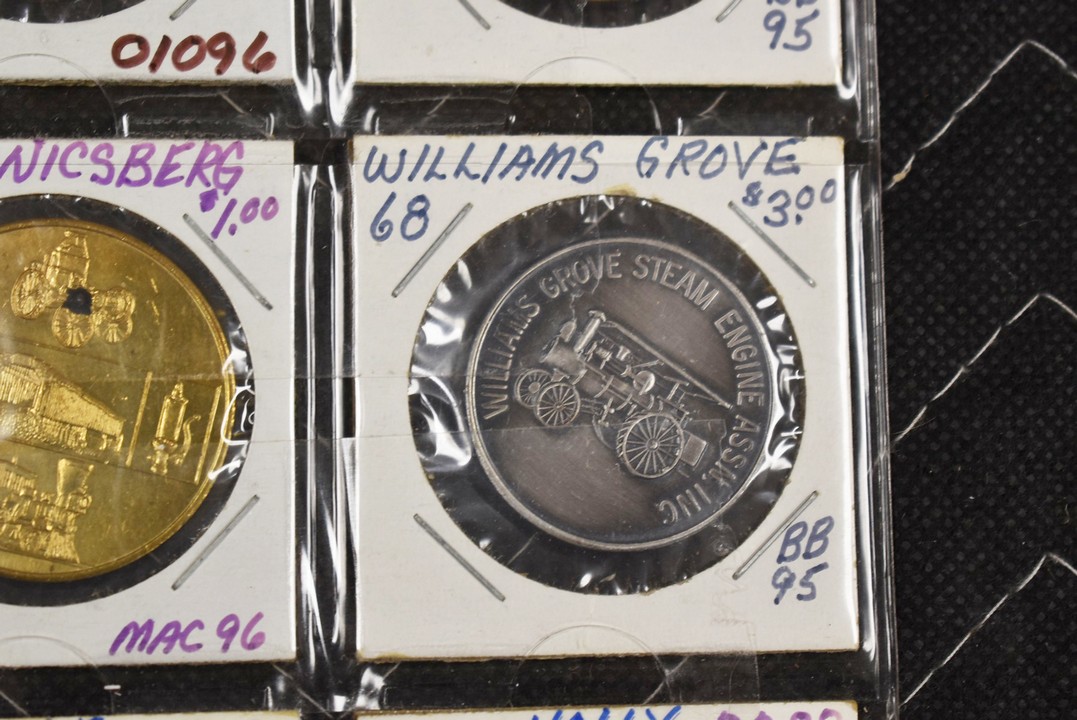 01096
95
NICSBERG
$1.00
MAC 96
WILLIAMS GROVE
68
$3.00
WILLIAMS GROVE STEAM ENGINE ASSN. INC
BB
95